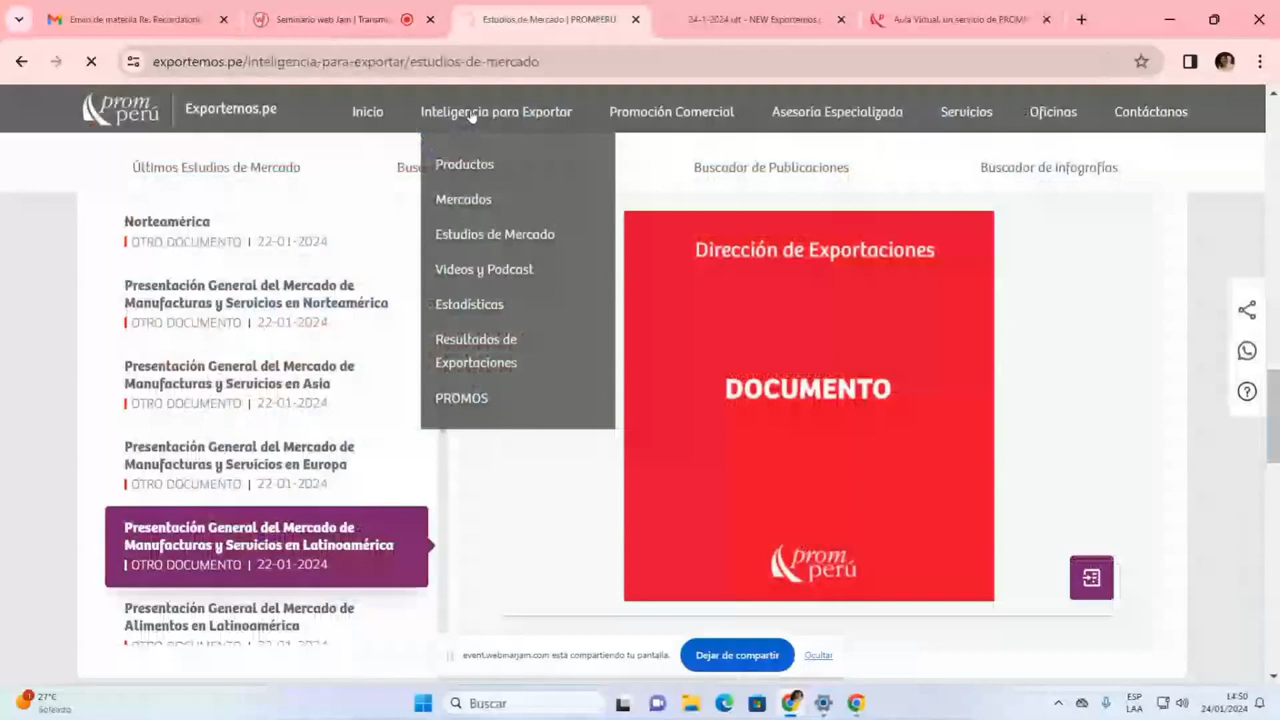 Seminario web Jam | Transmi
Estudios de Mercado | PROMPERÚ
24-1-2024 ult - NEW Exportemos.p
Aula Virtual, un servicio de PROM
exportemos.pe/inteligencia-para-exportar/estudios-de-mercado
prom
perú
Exportemos.pe
Inicio
Inteligencia para Exportar
Promoción Comercial
Asesoría Especializada
Servicios
Oficinas
Contáctanos
Últimos Estudios de Mercado
Busc
Buscador de Publicaciones
Buscador de Infografías
Productos
Mercados
Estudios de Mercado
Videos y Podcast
Estadísticas
Resultados de
Exportaciones
PROMOS
Norteamérica
| OTRO DOCUMENTO | 22-01-2024
Presentación General del Mercado de
Manufacturas y Servicios en Norteamérica
| OTRO DOCUMENTO | 22-01-2024
Presentación General del Mercado de
Manufacturas y Servicios en Asia
| OTRO DOCUMENTO | 22-01-2024
Presentación General del Mercado de
Manufacturas y Servicios en Europa
| OTRO DOCUMENTO | 22-01-2024
Presentación General del Mercado de
Manufacturas y Servicios en Latinoamérica
| OTRO DOCUMENTO | 22-01-2024
Presentación General del Mercado de
Alimentos en Latinoamérica
Dirección de Exportaciones
DOCUMENTO
prom
perú
event.webinarjam.com está compartiendo tu pantalla.
Dejar de compartir
Ocultar
27°C
Soleado
Buscar
ESP
LAA
14:50
24/01/2024